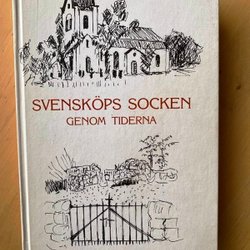 SVENSKÖPS SOCKEN
GENOM TIDERNA